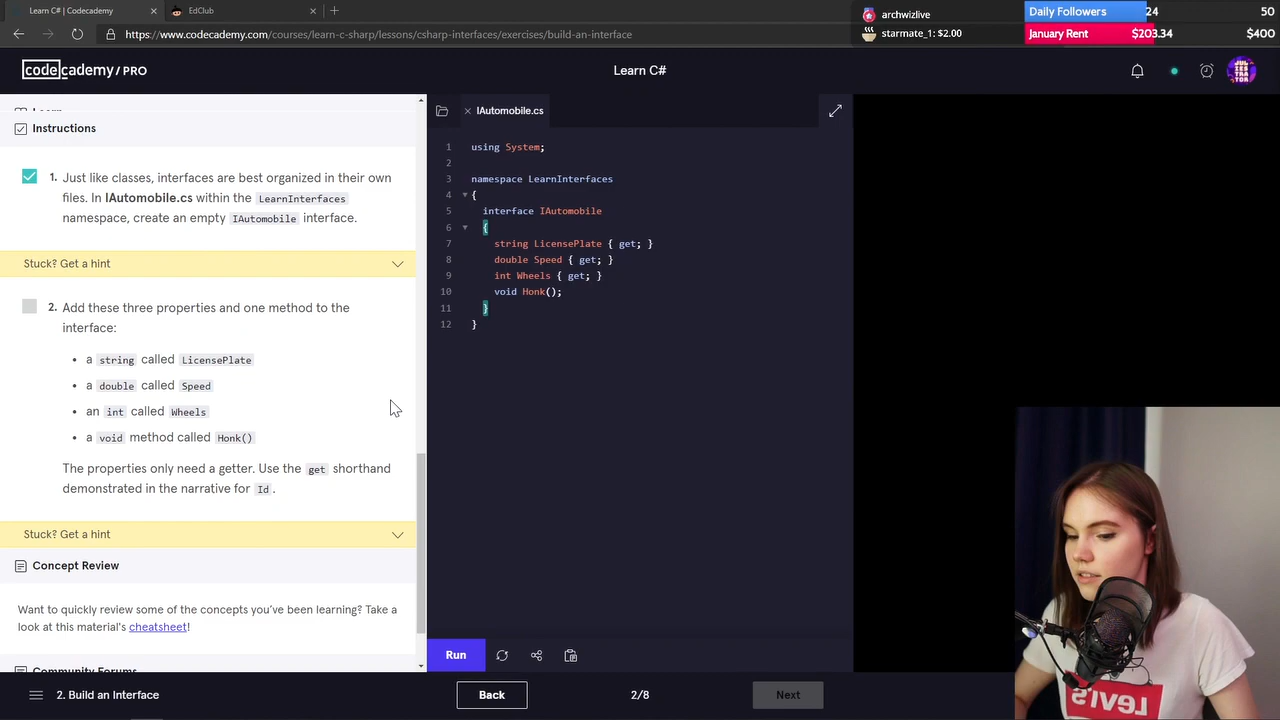 Learn C# | Codecademy
EdClub
https://www.codecademy.com/courses/learn-c-sharp/lessons/csharp-interfaces/exercises/build-an-interface
archwizlive
starmate_1: $2.00
Daily Followers 24 50
January Rent $203.34 $400
codecademy/PRO
Learn C#
Learn
Instructions
1. Just like classes, interfaces are best organized in their own
files. In IAutomobile.cs within the LearnInterfaces
namespace, create an empty IAutomobile interface.
Stuck? Get a hint
2. Add these three properties and one method to the
interface:
• a string called LicensePlate
• a double called Speed
• an int called Wheels
• a void method called Honk()
The properties only need a getter. Use the get shorthand
demonstrated in the narrative for Id.
Stuck? Get a hint
Concept Review
Want to quickly review some of the concepts you've been learning? Take a
look at this material's cheatsheet!
Community Forums
IAutomobile.cs
1 using System;
2
3 namespace LearnInterfaces
4 {
5 interface IAutomobile
6 {
7 string LicensePlate { get; }
8 double Speed { get; }
9 int Wheels { get; }
10 void Honk();
11 }
12 }
Run
2. Build an Interface
Back
2/8
Next
LEVI'S